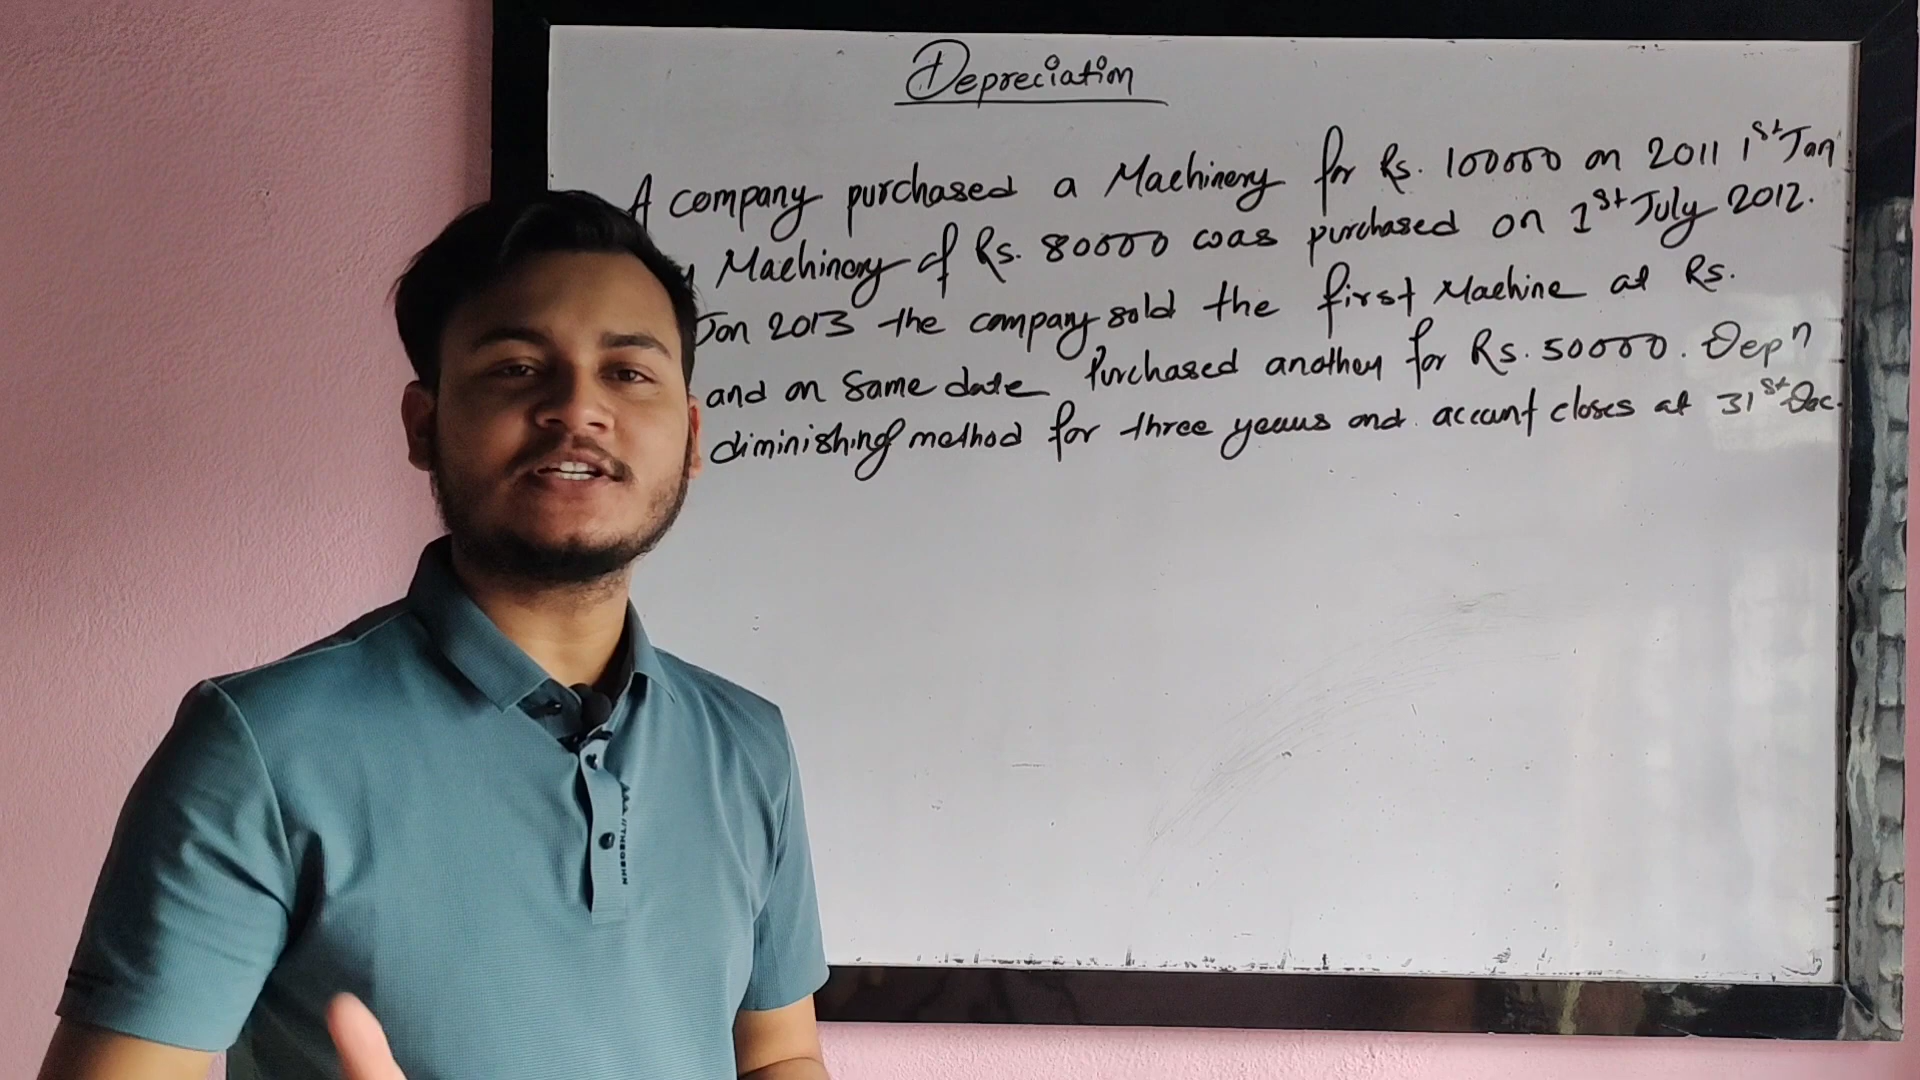 Depreciation
A company purchased a Machinery for Rs. 100000 on 2011 1st Jan
Machinery of Rs. 80000 was purchased on 1st July 2012.
Jan 2013 the company sold the first Machine at Rs.
and on same date Purchased another for Rs. 50000. Depn
diminishing method for three years and account closes at 31st Dec.